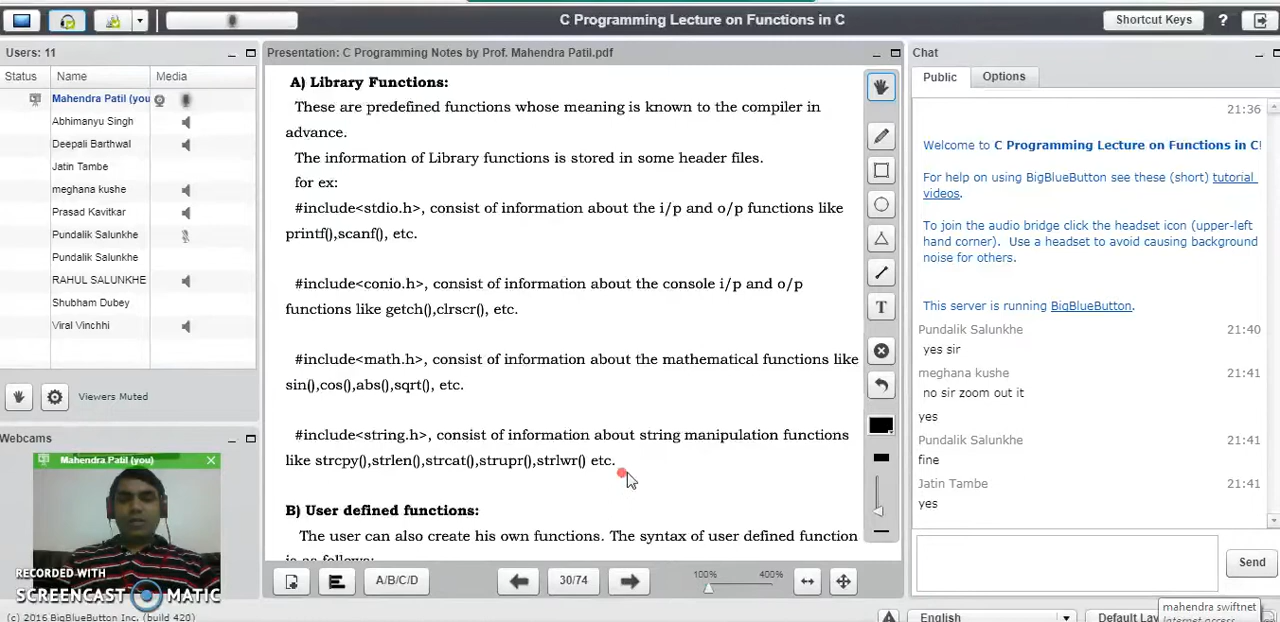 C Programming Lecture on Functions in C
Shortcut Keys
?
Users: 11
Status Name Media
Mahendra Patil (you)
Abhimanyu Singh
Deepali Barthwal
Jatin Tambe
meghana kushe
Prasad Kavitkar
Pundalik Salunkhe
Pundalik Salunkhe
RAHUL SALUNKHE
Shubham Dubey
Viral Vinchhi
Viewers Muted
Webcams
Mahendra Patil (you)
RECORDED WITH
SCREENCAST MATIC
(c) 2016 BigBlueButton Inc. (build 420)
Presentation: C Programming Notes by Prof. Mahendra Patil.pdf
A) Library Functions:
These are predefined functions whose meaning is known to the compiler in
advance.
The information of Library functions is stored in some header files.
for ex:
#include<stdio.h>, consist of information about the i/p and o/p functions like
printf(),scanf(), etc.
#include<conio.h>, consist of information about the console i/p and o/p
functions like getch(),clrscr(), etc.
#include<math.h>, consist of information about the mathematical functions like
sin(),cos(),abs(),sqrt(), etc.
#include<string.h>, consist of information about string manipulation functions
like strcpy(),strlen(),strcat(),strupr(),strlwr() etc.
B) User defined functions:
The user can also create his own functions. The syntax of user defined function
is as follows:
T
A/B/C/D
30/74
100% 400%
Chat
Public Options
21:36
Welcome to C Programming Lecture on Functions in C!
For help on using BigBlueButton see these (short) tutorial
videos.
To join the audio bridge click the headset icon (upper-left
hand corner). Use a headset to avoid causing background
noise for others.
This server is running BigBlueButton.
Pundalik Salunkhe 21:40
yes sir
meghana kushe 21:41
no sir zoom out it
yes
Pundalik Salunkhe 21:41
fine
Jatin Tambe 21:41
yes
Send
English
Default
mahendra swiftnet
Internet access